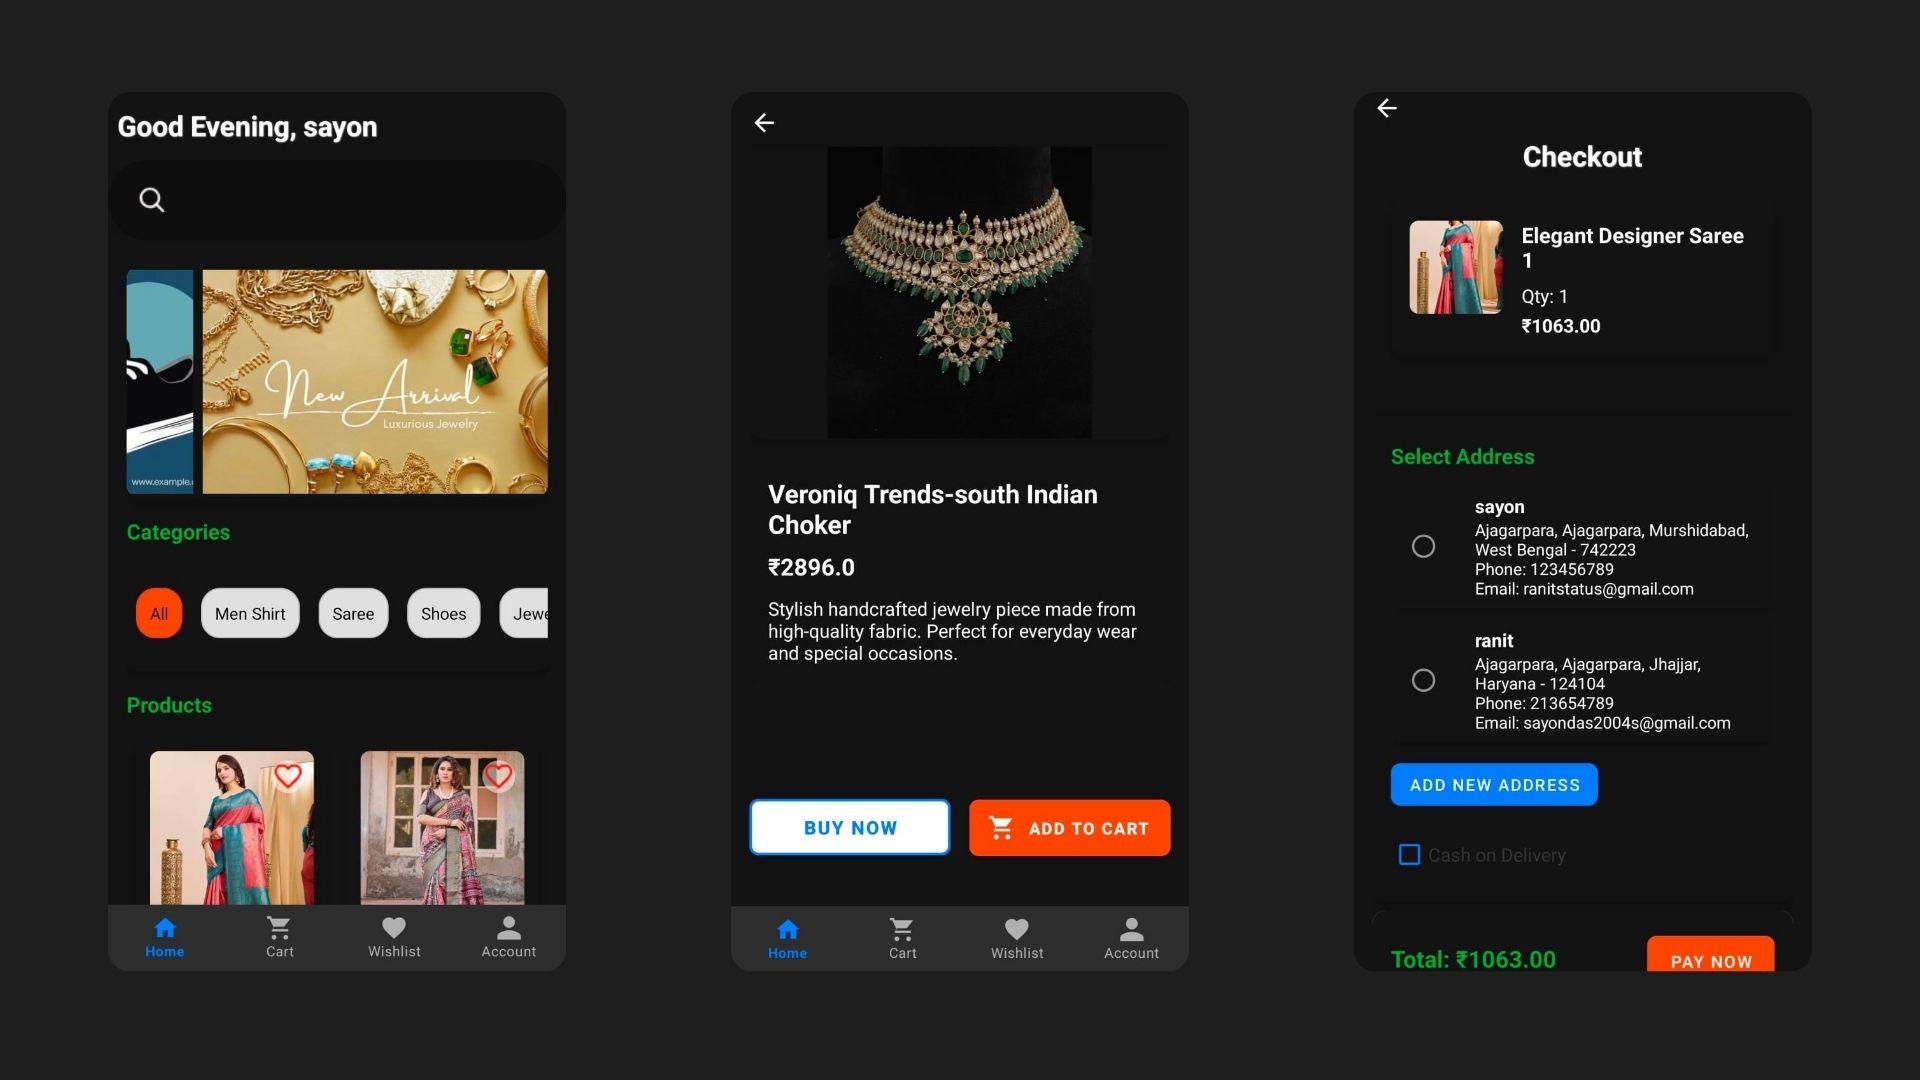 Good Evening, sayon
www.example.
New Arrival
Luxurious Jewelry
Categories
All
Men Shirt
Saree
Shoes
Jewe
Products
Home
Cart
Wishlist
Account
Veroniq Trends-south Indian
Choker
₹2896.0
Stylish handcrafted jewelry piece made from
high-quality fabric. Perfect for everyday wear
and special occasions.
BUY NOW
ADD TO CART
Home
Cart
Wishlist
Account
Checkout
Elegant Designer Saree
1
Qty: 1
₹1063.00
Select Address
sayon
Ajagarpara, Ajagarpara, Murshidabad,
West Bengal - 742223
Phone: 123456789
Email: ranitstatus@gmail.com
ranit
Ajagarpara, Ajagarpara, Jhajjar,
Haryana - 124104
Phone: 213654789
Email: sayondas2004s@gmail.com
ADD NEW ADDRESS
Cash on Delivery
Total: ₹1063.00
PAY NOW